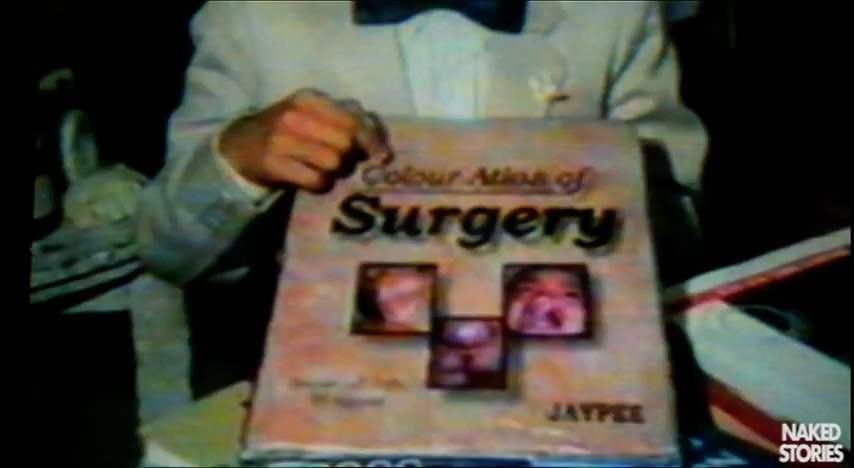 Colour Atlas of
Surgery
JAYPEE
NAKED
STORIES